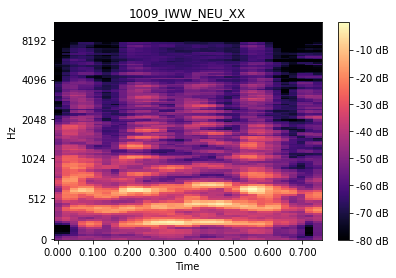 1009_IWW_NEU_XX
8192
4096
2048
1024
512
0
Hz
0.000 0.100 0.200 0.300 0.400 0.500 0.600 0.700
Time
-10 dB
-20 dB
-30 dB
-40 dB
-50 dB
-60 dB
-70 dB
-80 dB